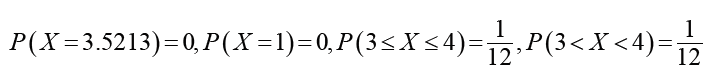 P(X=3.5213)=0, P(X=1)=0, P(3≤X≤4)=1/12, P(3<X<4)=1/12